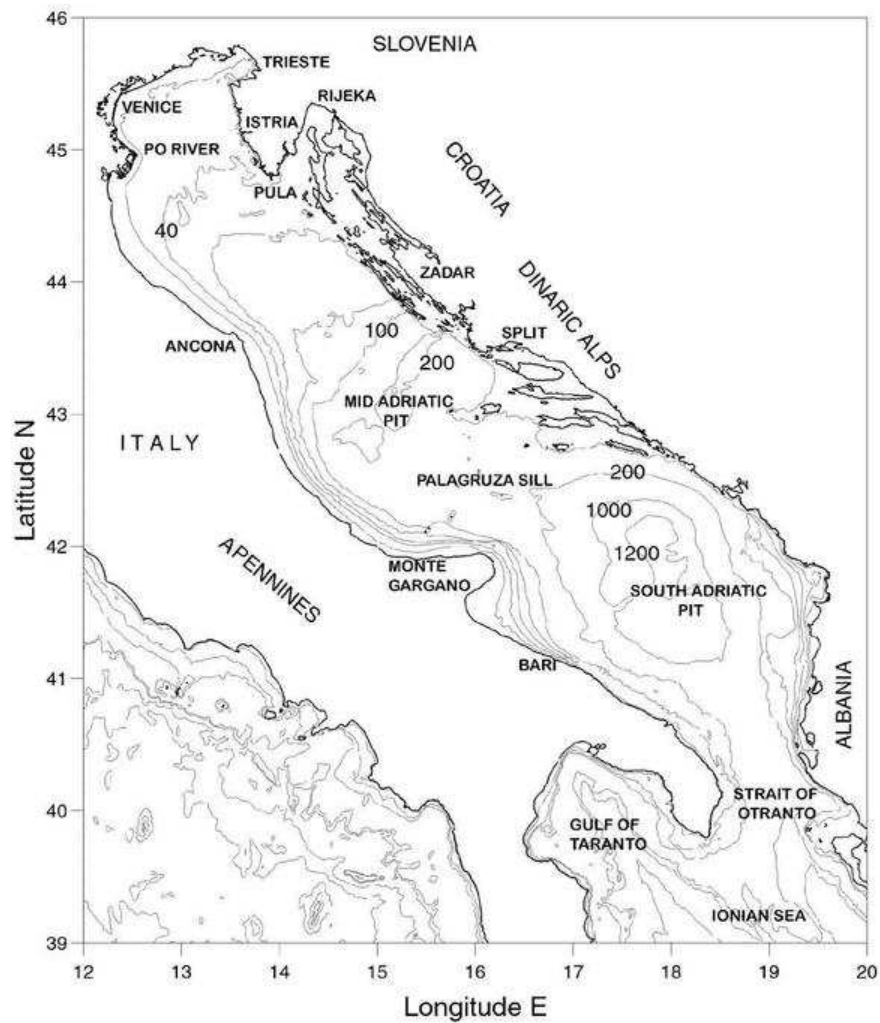 46
SLOVENIA
TRIESTE
VENICE
RIJEKA
ISTRIA
45
PO RIVER
CROATIA
PULA
40
ZADAR
44
DINARIC ALPS
100
SPLIT
ANCONA
200
MID ADRIATIC
PIT
43
ITALY
Latitude N
PALAGRUZA SILL
200
1000
42
1200
MONTE
GARGANO
APENNINES
SOUTH ADRIATIC
PIT
41
BARI
ALBANIA
40
STRAIT OF
OTRANTO
GULF OF
TARANTO
IONIAN SEA
39
12 13 14 15 16 17 18 19 20
Longitude E